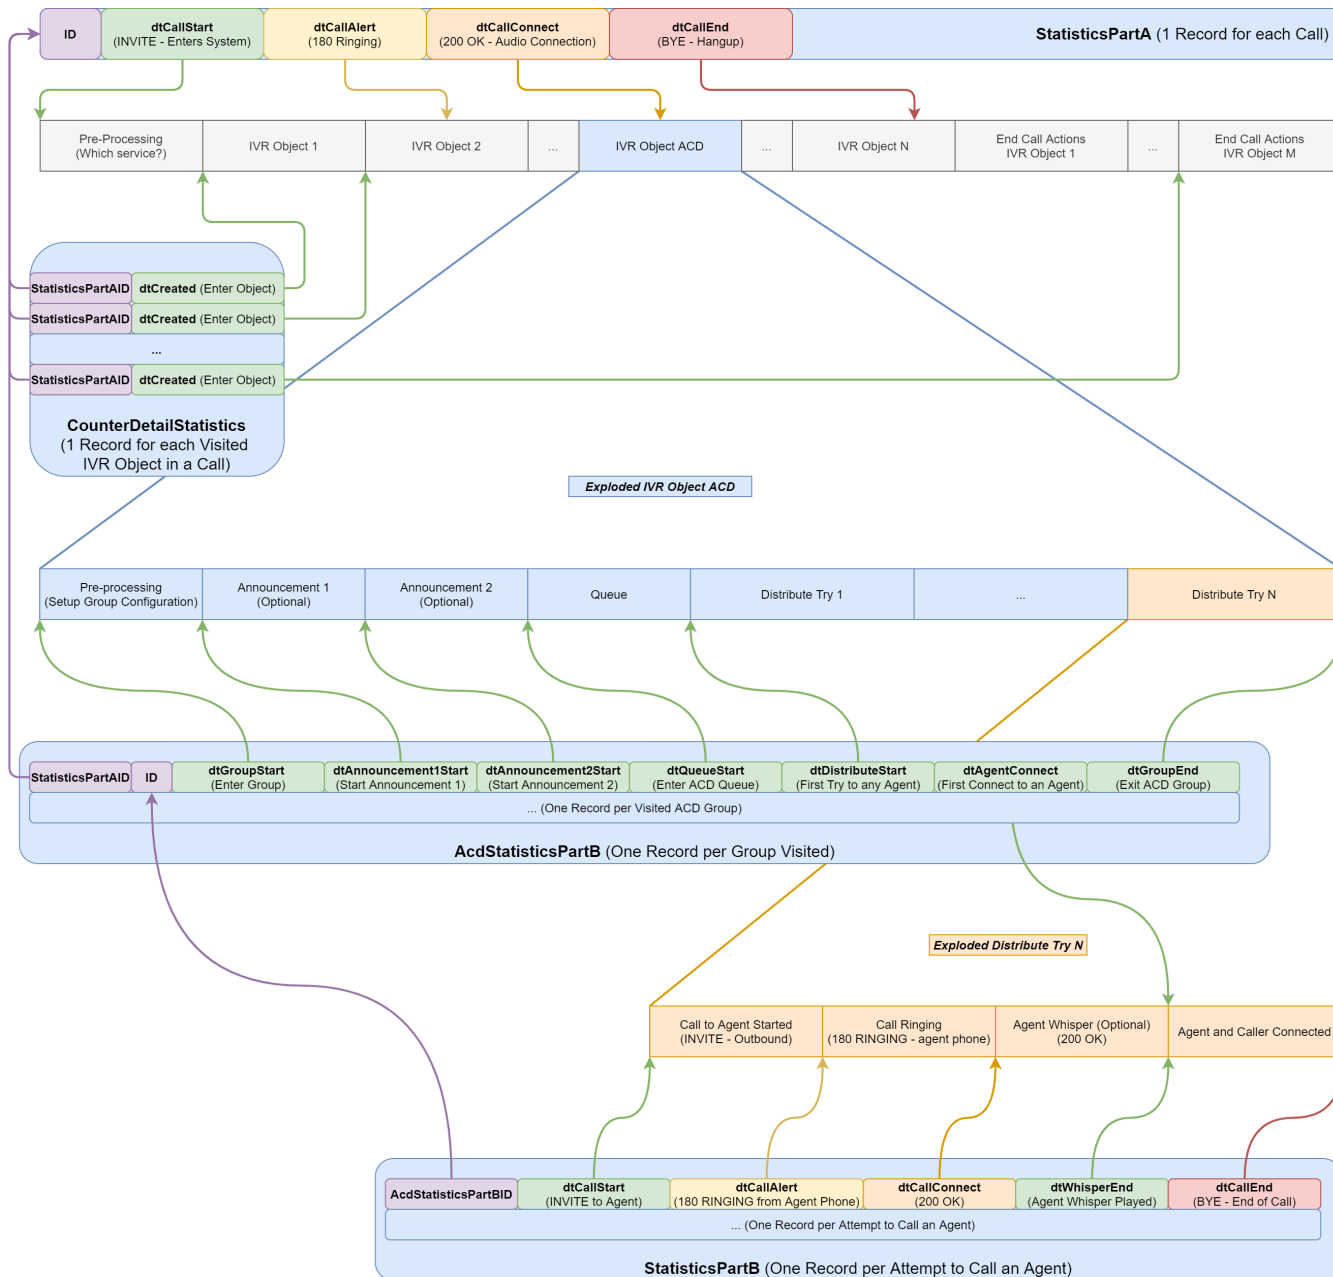 ID
dtCallStart
(INVITE - Enters System)
dtCallAlert
(180 Ringing)
dtCallConnect
(200 OK - Audio Connection)
dtCallEnd
(BYE - Hangup)
StatisticsPartA (1 Record for each Call)
Pre-Processing
(Which service?)
IVR Object 1
IVR Object 2
...
IVR Object ACD
...
IVR Object N
End Call Actions
IVR Object 1
...
End Call Actions
IVR Object M
StatisticsPartAID
dtCreated (Enter Object)
StatisticsPartAID
dtCreated (Enter Object)
...
StatisticsPartAID
dtCreated (Enter Object)
CounterDetailStatistics
(1 Record for each Visited
IVR Object in a Call)
Exploded IVR Object ACD
Pre-processing
(Setup Group Configuration)
Announcement 1
(Optional)
Announcement 2
(Optional)
Queue
Distribute Try 1
...
Distribute Try N
StatisticsPartAID
ID
dtGroupStart
(Enter Group)
dtAnnouncement1Start
(Start Announcement 1)
dtAnnouncement2Start
(Start Announcement 2)
dtQueueStart
(Enter ACD Queue)
dtDistributeStart
(First Try to any Agent)
dtAgentConnect
(First Connect to an Agent)
dtGroupEnd
(Exit ACD Group)
... (One Record per Visited ACD Group)
AcdStatisticsPartB (One Record per Group Visited)
Exploded Distribute Try N
Call to Agent Started
(INVITE - Outbound)
Call Ringing
(180 RINGING - agent phone)
Agent Whisper (Optional)
(200 OK)
Agent and Caller Connected
AcdStatisticsPartBID
dtCallStart
(INVITE to Agent)
dtCallAlert
(180 RINGING from Agent Phone)
dtCallConnect
(200 OK)
dtWhisperEnd
(Agent Whisper Played)
dtCallEnd
(BYE - End of Call)
... (One Record per Attempt to Call an Agent)
StatisticsPartB (One Record per Attempt to Call an Agent)